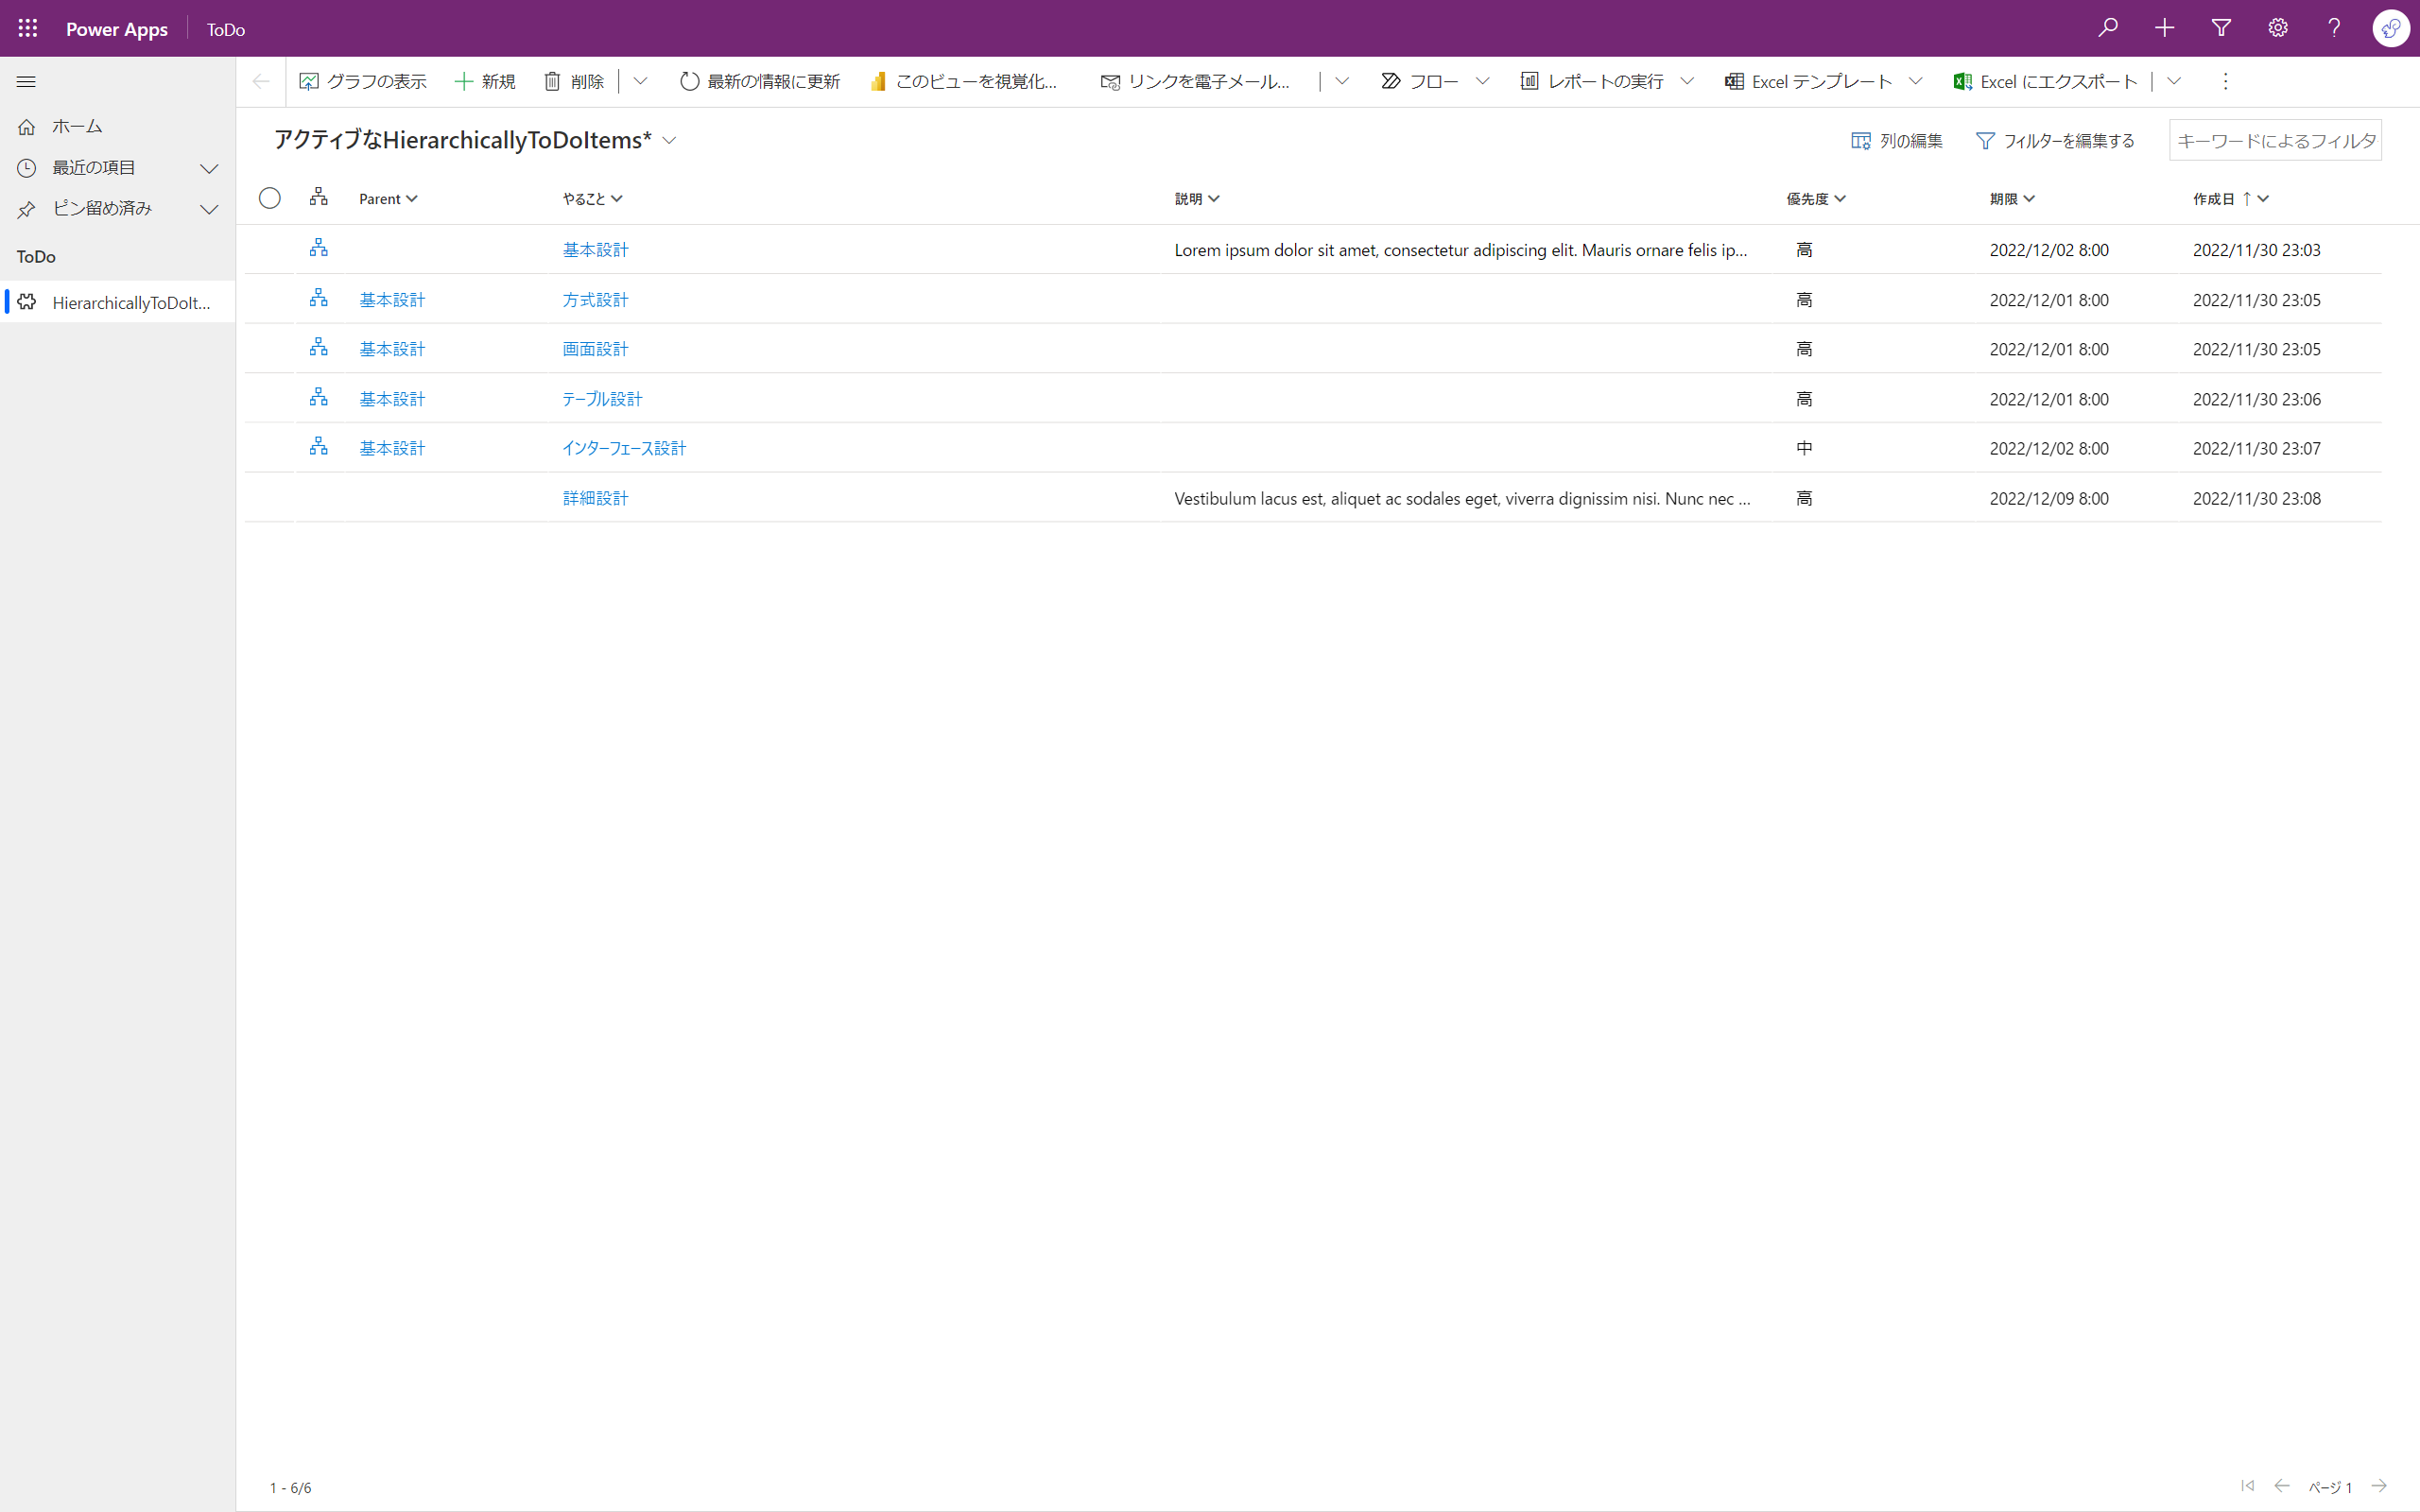 Power Apps ToDo
グラフの表示 新規 削除 最新の情報に更新 このビューを視覚化... リンクを電子メール... フロー レポートの実行 Excel テンプレート Excel にエクスポート
ホーム
最近の項目
ピン留め済み
ToDo
HierarchicallyToDoIt...
アクティブなHierarchicallyToDoItems*
列の編集 フィルターを編集する キーワードによるフィルタ
Parent やること 説明 優先度 期限 作成日
基本設計 Lorem ipsum dolor sit amet, consectetur adipiscing elit. Mauris ornare felis ip... 高 2022/12/02 8:00 2022/11/30 23:03
基本設計 方式設計 高 2022/12/01 8:00 2022/11/30 23:05
基本設計 画面設計 高 2022/12/01 8:00 2022/11/30 23:05
基本設計 テーブル設計 高 2022/12/01 8:00 2022/11/30 23:06
基本設計 インターフェース設計 中 2022/12/02 8:00 2022/11/30 23:07
詳細設計 Vestibulum lacus est, aliquet ac sodales eget, viverra dignissim nisi. Nunc nec ... 高 2022/12/09 8:00 2022/11/30 23:08
1 - 6/6 ページ 1